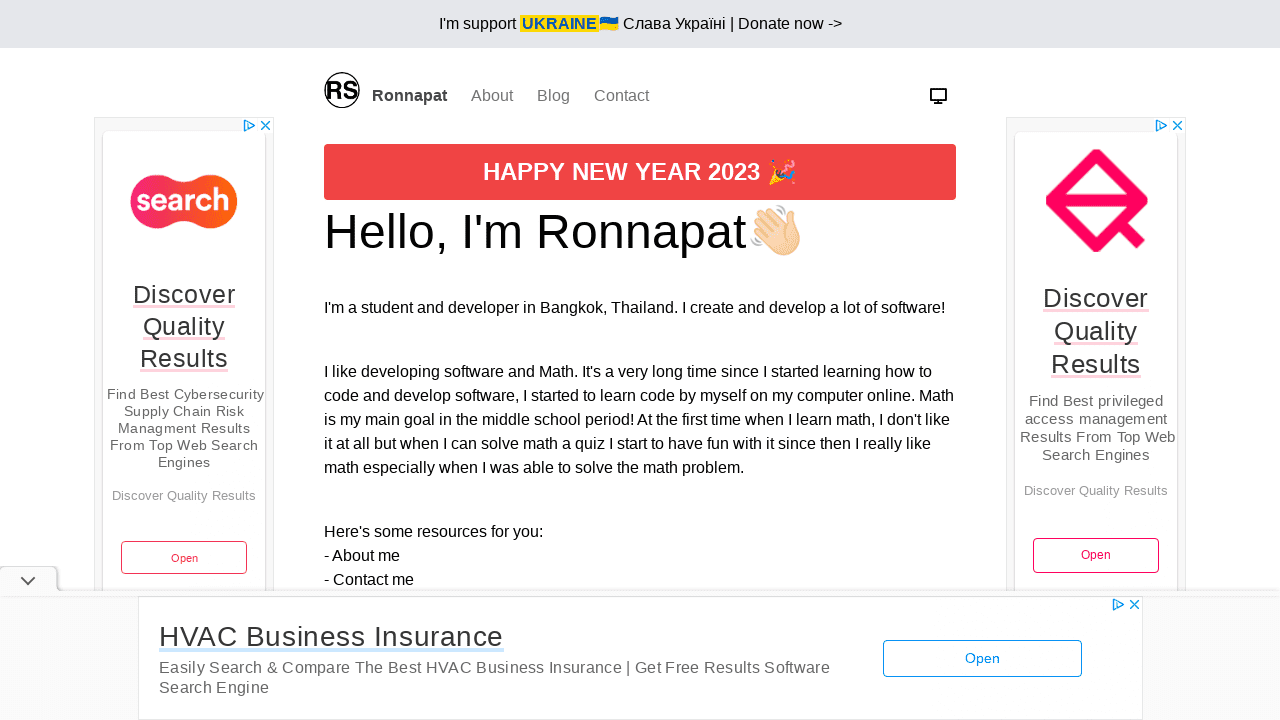 I'm support UKRAINE🇺🇦 Слава Україні | Donate now ->
RS Ronnapat About Blog Contact
HAPPY NEW YEAR 2023 🎉
Hello, I'm Ronnapat👋🏻
I'm a student and developer in Bangkok, Thailand. I create and develop a lot of software!
I like developing software and Math. It's a very long time since I started learning how to
code and develop software, I started to learn code by myself on my computer online. Math
is my main goal in the middle school period! At the first time when I learn math, I don't like
it at all but when I can solve math a quiz I start to have fun with it since then I really like
math especially when I was able to solve the math problem.
Here's some resources for you:
- About me
- Contact me
search
Discover
Quality
Results
Find Best Cybersecurity
Supply Chain Risk
Managment Results
From Top Web Search
Engines
Discover Quality Results
Open
Discover
Quality
Results
Find Best privileged
access management
Results From Top Web
Search Engines
Discover Quality Results
Open
HVAC Business Insurance
Easily Search & Compare The Best HVAC Business Insurance | Get Free Results Software
Search Engine
Open